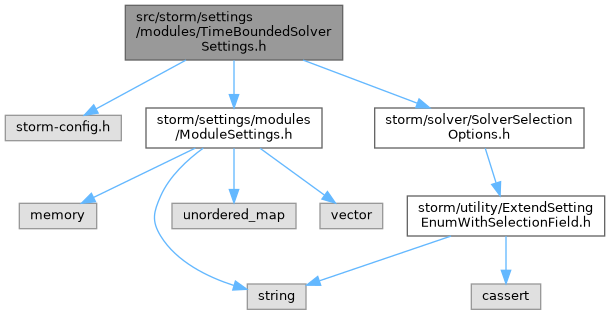 src/storm/settings
/modules/TimeBoundedSolver
Settings.h
storm-config.h
storm/settings/modules
/ModuleSettings.h
storm/solver/SolverSelection
Options.h
memory
unordered_map
vector
storm/utility/ExtendSetting
EnumWithSelectionField.h
string
cassert